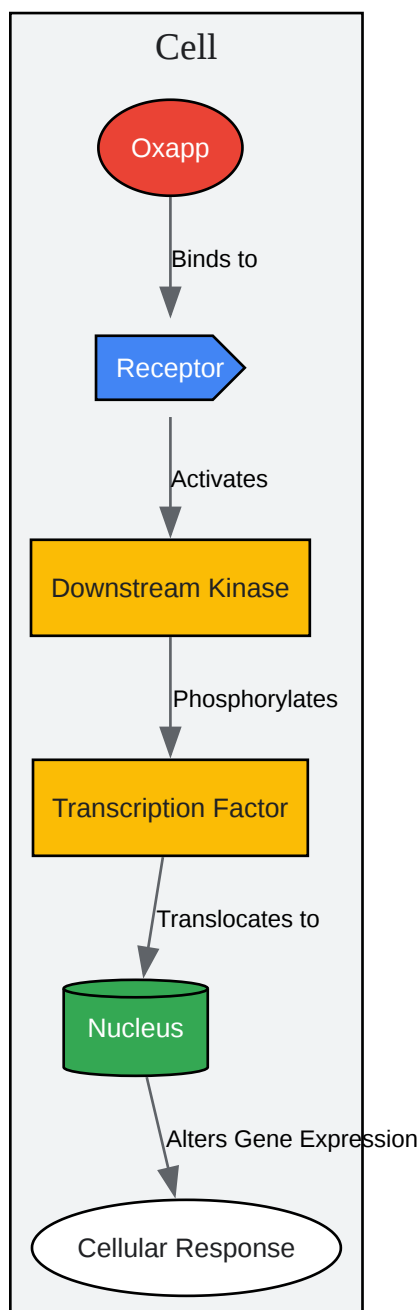 Cell
Oxapp
Binds to
Receptor
Activates
Downstream Kinase
Phosphorylates
Transcription Factor
Translocates to
Nucleus
Alters Gene Expression
Cellular Response